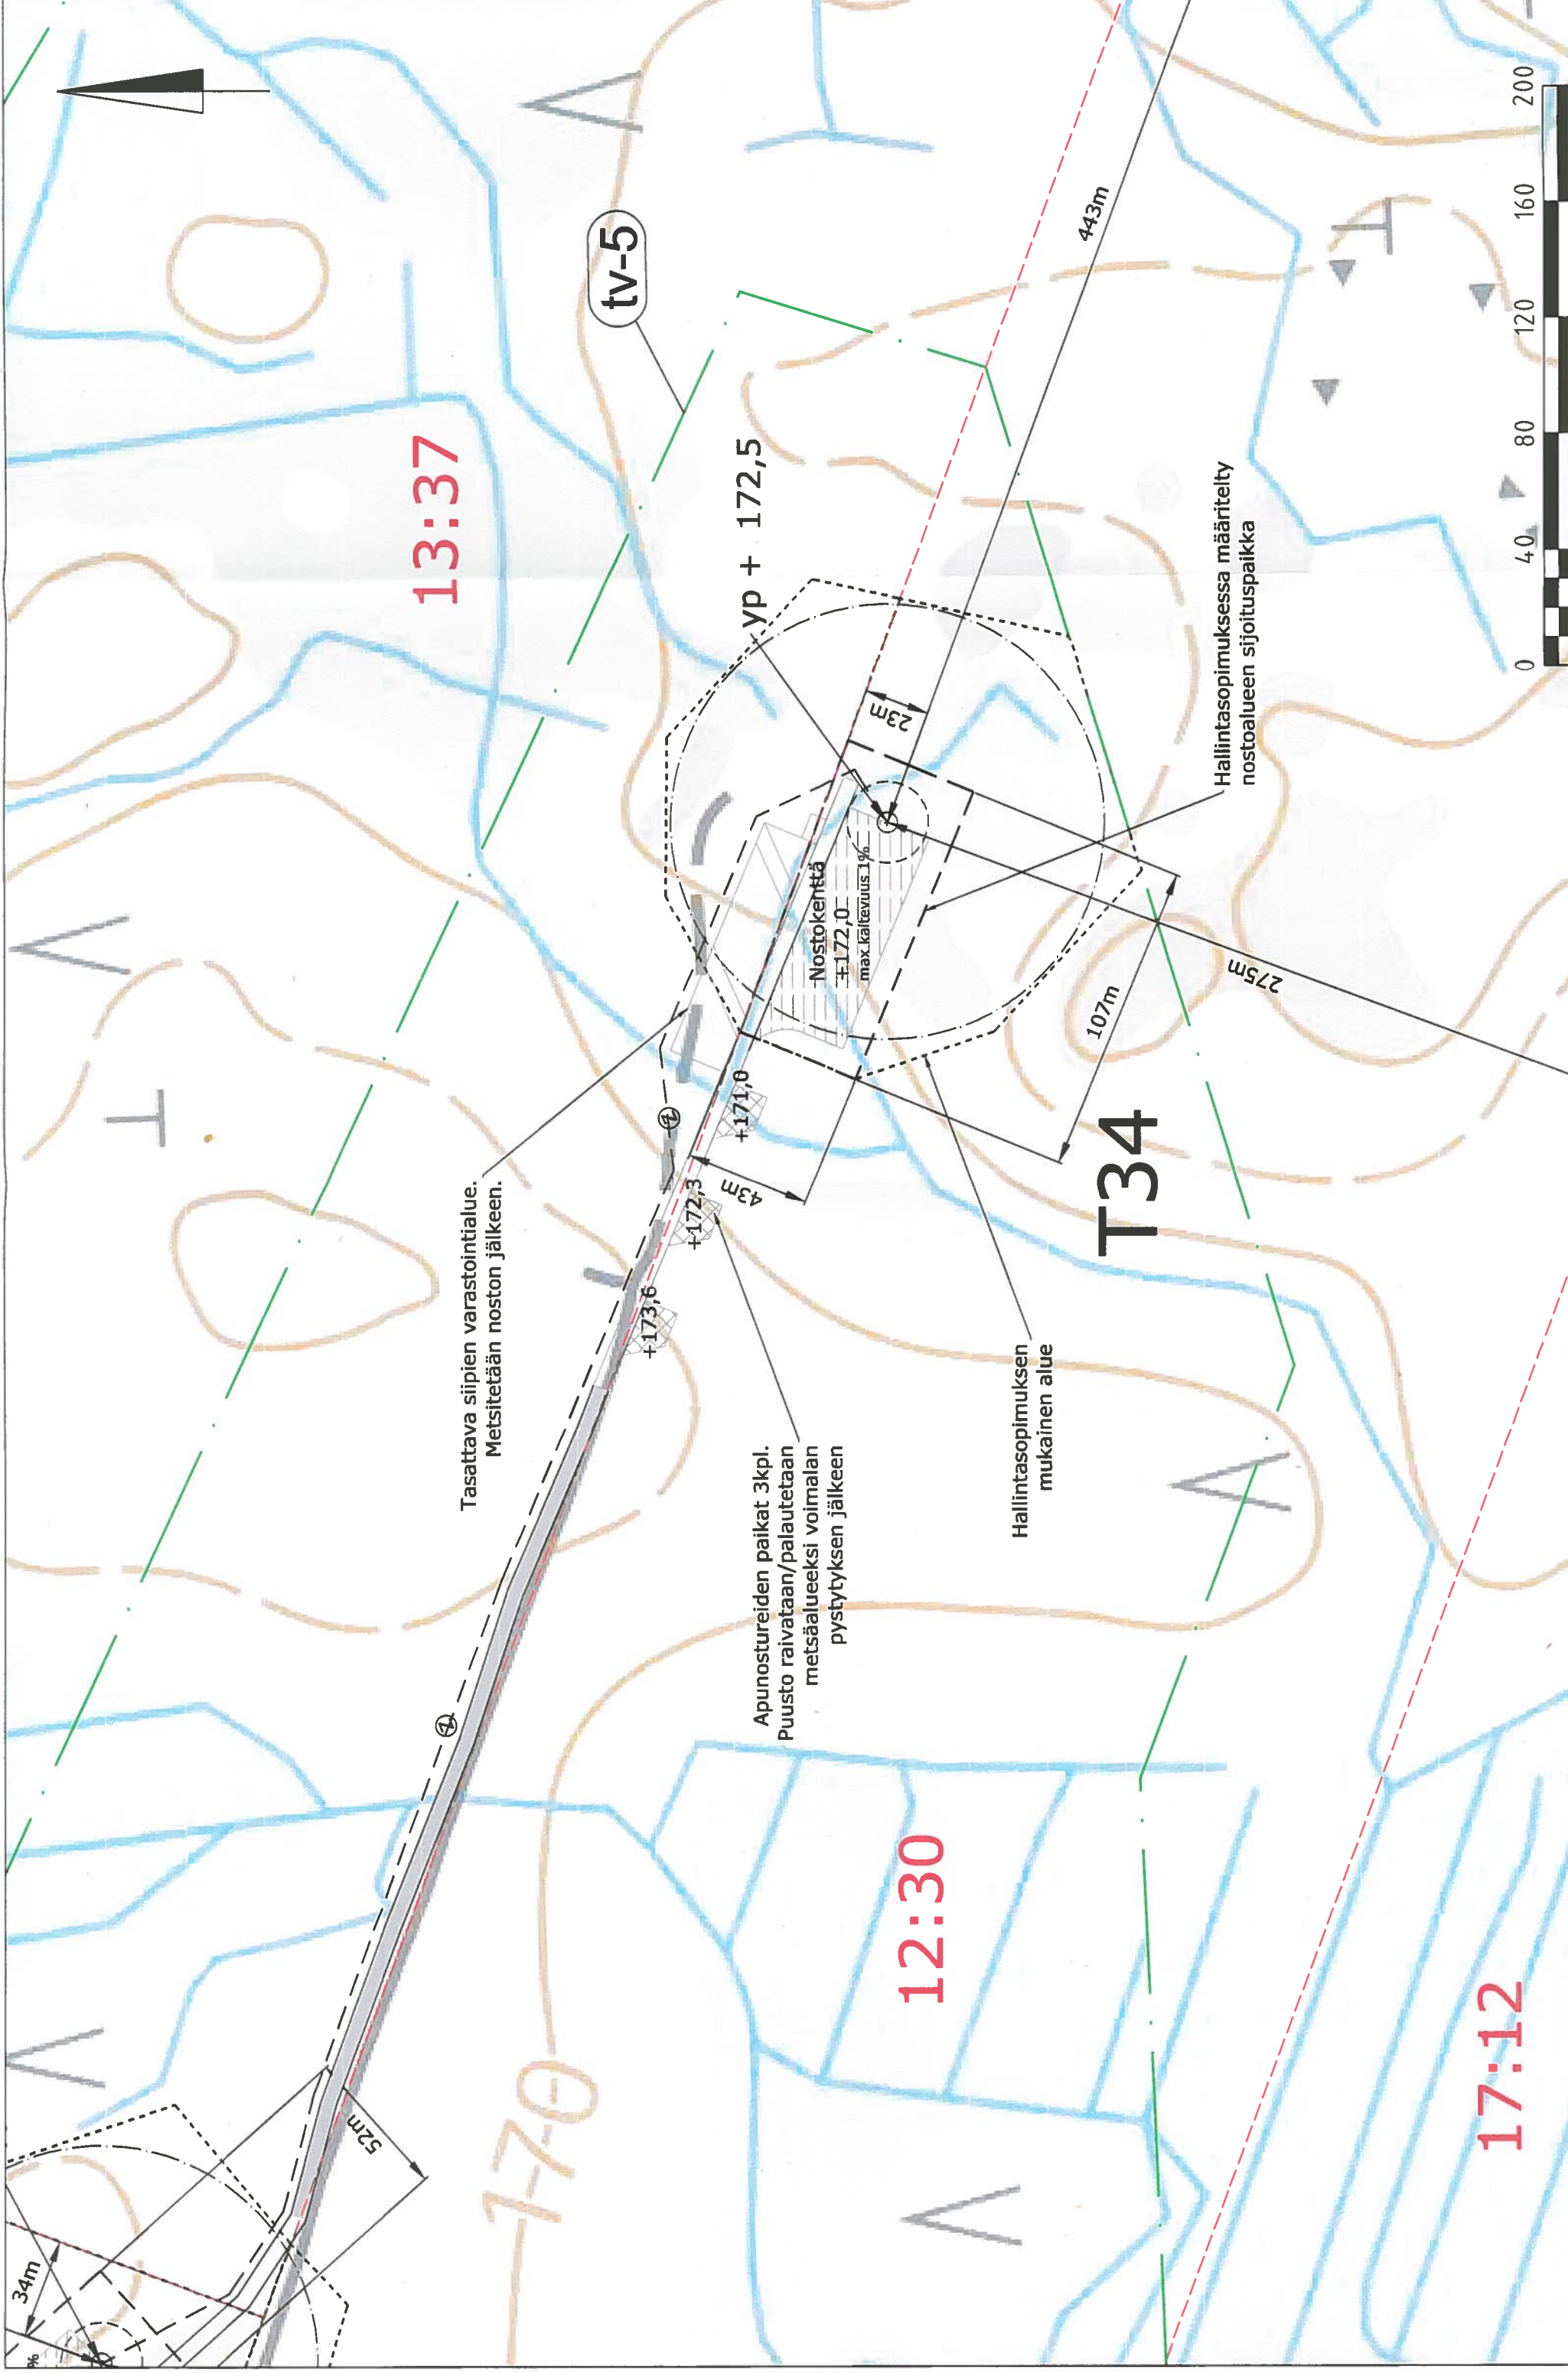 34m
%
52m
170
13:37
tv-5
yp + 172,5
443m
Tasattava siipien varastointialue.
Metsitetään noston jälkeen.
23m
Nostokenttä
+172,0
max.kaltevuus 1%
+171,0
+172,3
+173,6
43m
107m
275m
Hallintasopimuksessa määritelty
nostoalueen sijoituspaikka
T34
Apunostureiden paikat 3kpl.
Puusto raivataan/palautetaan
metsäalueeksi voimalan
pystytyksen jälkeen
Hallintasopimuksen
mukainen alue
12:30
17:12
0 40 80 120 160 200